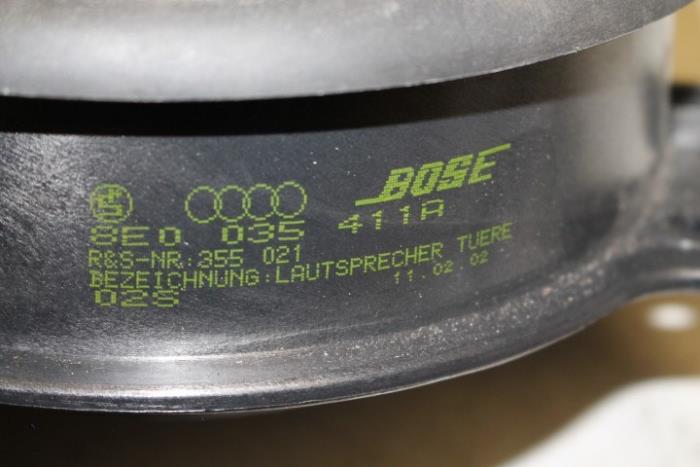 BOSE
8E0 035 411A
R&S-NR.:355 021
BEZEICHNUNG:LAUTSPRECHER TUERE
02S 11.02.02